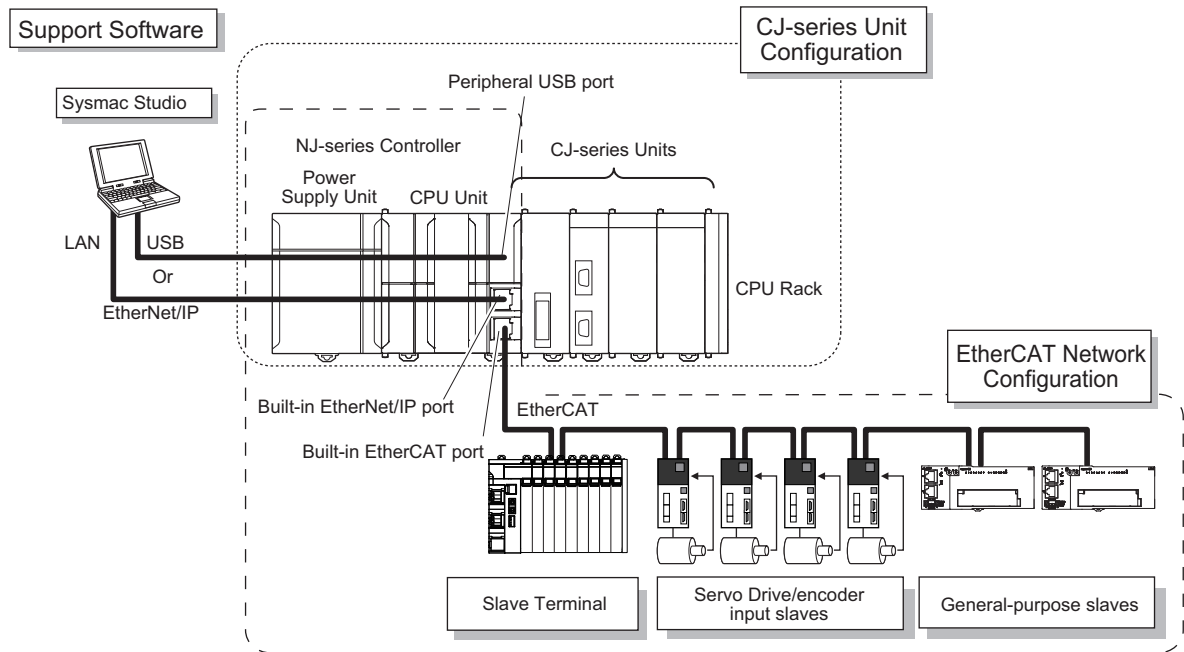 Support Software
CJ-series Unit
Configuration
Peripheral USB port
Sysmac Studio
NJ-series Controller
CJ-series Units
Power
Supply Unit
CPU Unit
LAN
USB
Or
EtherNet/IP
CPU Rack
EtherCAT Network
Configuration
Built-in EtherNet/IP port
EtherCAT
Built-in EtherCAT port
Slave Terminal
Servo Drive/encoder
input slaves
General-purpose slaves